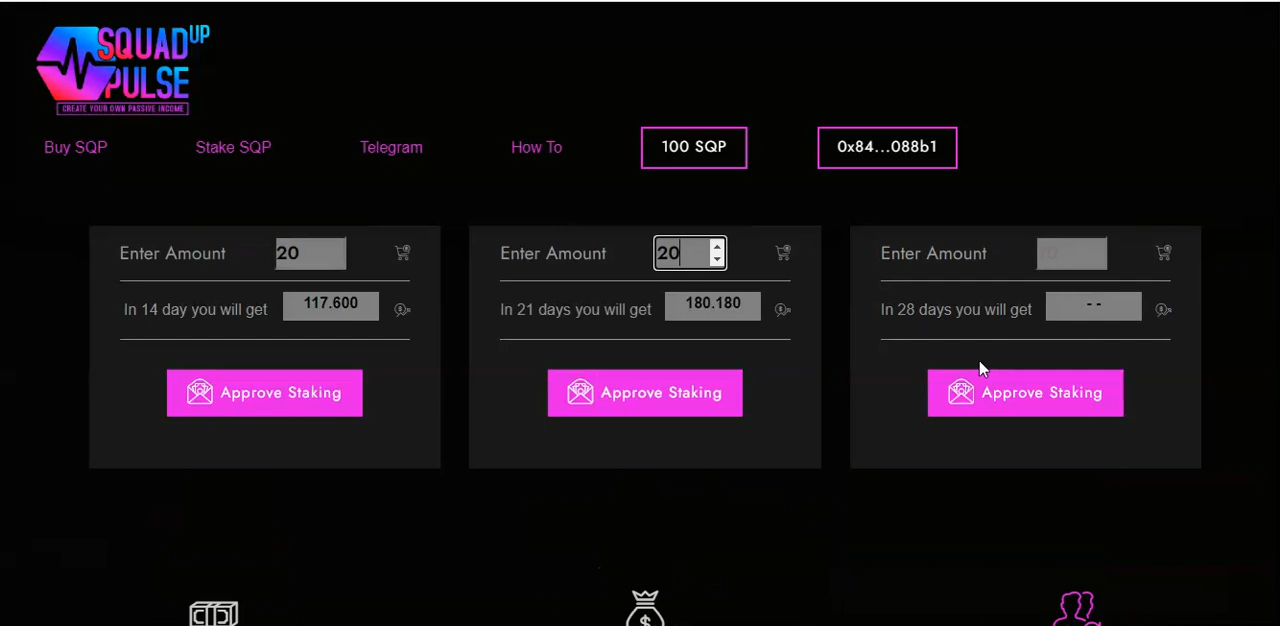 SQUAD UP
PULSE
CREATE YOUR OWN PASSIVE INCOME
Buy SQP Stake SQP Telegram How To 100 SQP 0x84...088b1
Enter Amount 20 Enter Amount 20 Enter Amount
In 14 day you will get 117.600 In 21 days you will get 180.180 In 28 days you will get - -
Approve Staking Approve Staking Approve Staking